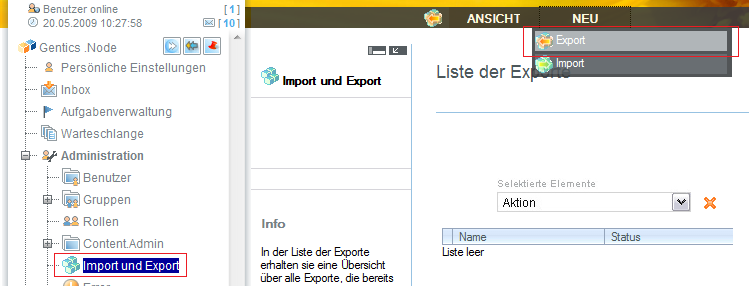 Benutzer online [ 1 ]
20.05.2009 10:27:58 [ 10 ]
Gentics .Node
Persönliche Einstellungen
Inbox
Aufgabenverwaltung
Warteschlange
Administration
Benutzer
Gruppen
Rollen
Content.Admin
Import und Export
Import und Export
Info
In der Liste der Exporte
erhalten sie eine Übersicht
über alle Exporte, die bereits
ANSICHT NEU
Export
Import
Liste der Exporte
Selektierte Elemente
Aktion
Name Status
Liste leer